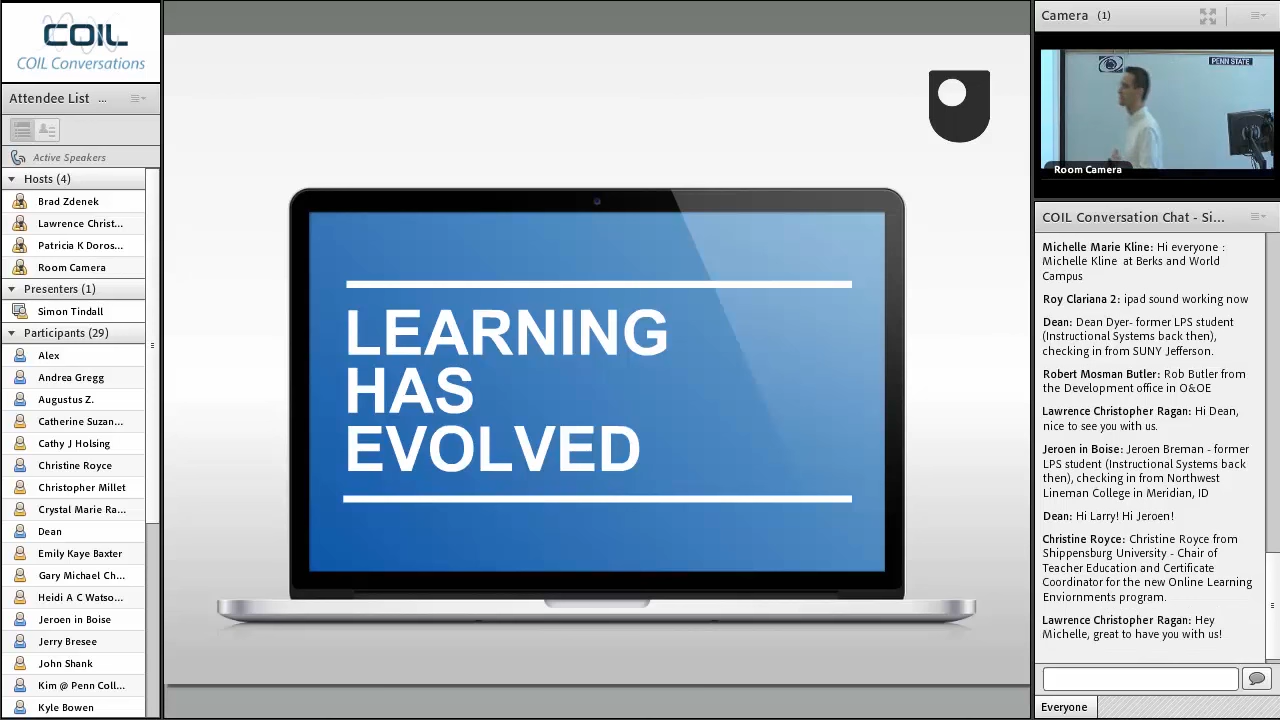 COIL
COIL Conversations
Attendee List ...
Active Speakers
Hosts (4)
Brad Zdenek
Lawrence Christ...
Patricia K Doros...
Room Camera
Presenters (1)
Simon Tindall
Participants (29)
Alex
Andrea Gregg
Augustus Z.
Catherine Suzan...
Cathy J Holsing
Christine Royce
Christopher Millet
Crystal Marie Ra...
Dean
Emily Kaye Baxter
Gary Michael Ch...
Heidi A C Watso...
Jeroen in Boise
Jerry Bresee
John Shank
Kim @ Penn Coll...
Kyle Bowen
LEARNING
HAS
EVOLVED
Camera (1)
PENN STATE
Room Camera
COIL Conversation Chat - Si...
Michelle Marie Kline: Hi everyone :
Michelle Kline at Berks and World
Campus
Roy Clariana 2: ipad sound working now
Dean: Dean Dyer- former LPS student
(Instructional Systems back then),
checking in from SUNY Jefferson.
Robert Mosman Butler: Rob Butler from
the Development office in O&OE
Lawrence Christopher Ragan: Hi Dean,
nice to see you with us.
Jeroen in Boise: Jeroen Breman - former
LPS student (Instructional Systems back
then), checking in from Northwest
Lineman College in Meridian, ID
Dean: Hi Larry! Hi Jeroen!
Christine Royce: Christine Royce from
Shippensburg University - Chair of
Teacher Education and Certificate
Coordinator for the new Online Learning
Enviornments program.
Lawrence Christopher Ragan: Hey
Michelle, great to have you with us!
Everyone